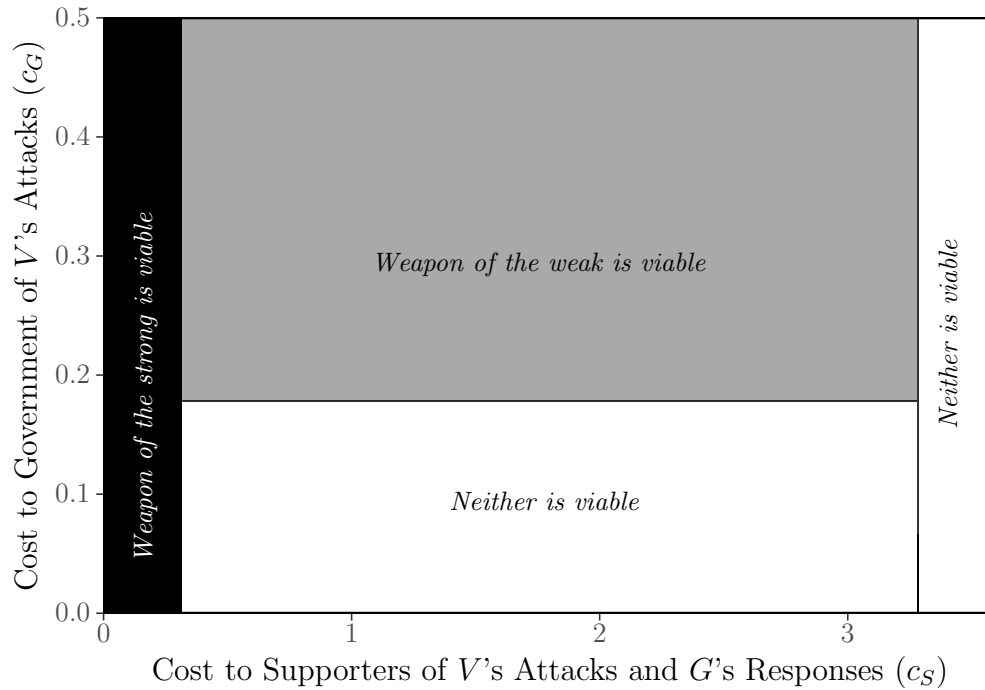 Cost to Government of V's Attacks (c_G)
0.5
0.4
0.3
0.2
0.1
0.0
Weapon of the strong is viable
Weapon of the weak is viable
Neither is viable
Neither is viable
0
1
2
3
Cost to Supporters of V's Attacks and G's Responses (c_S)